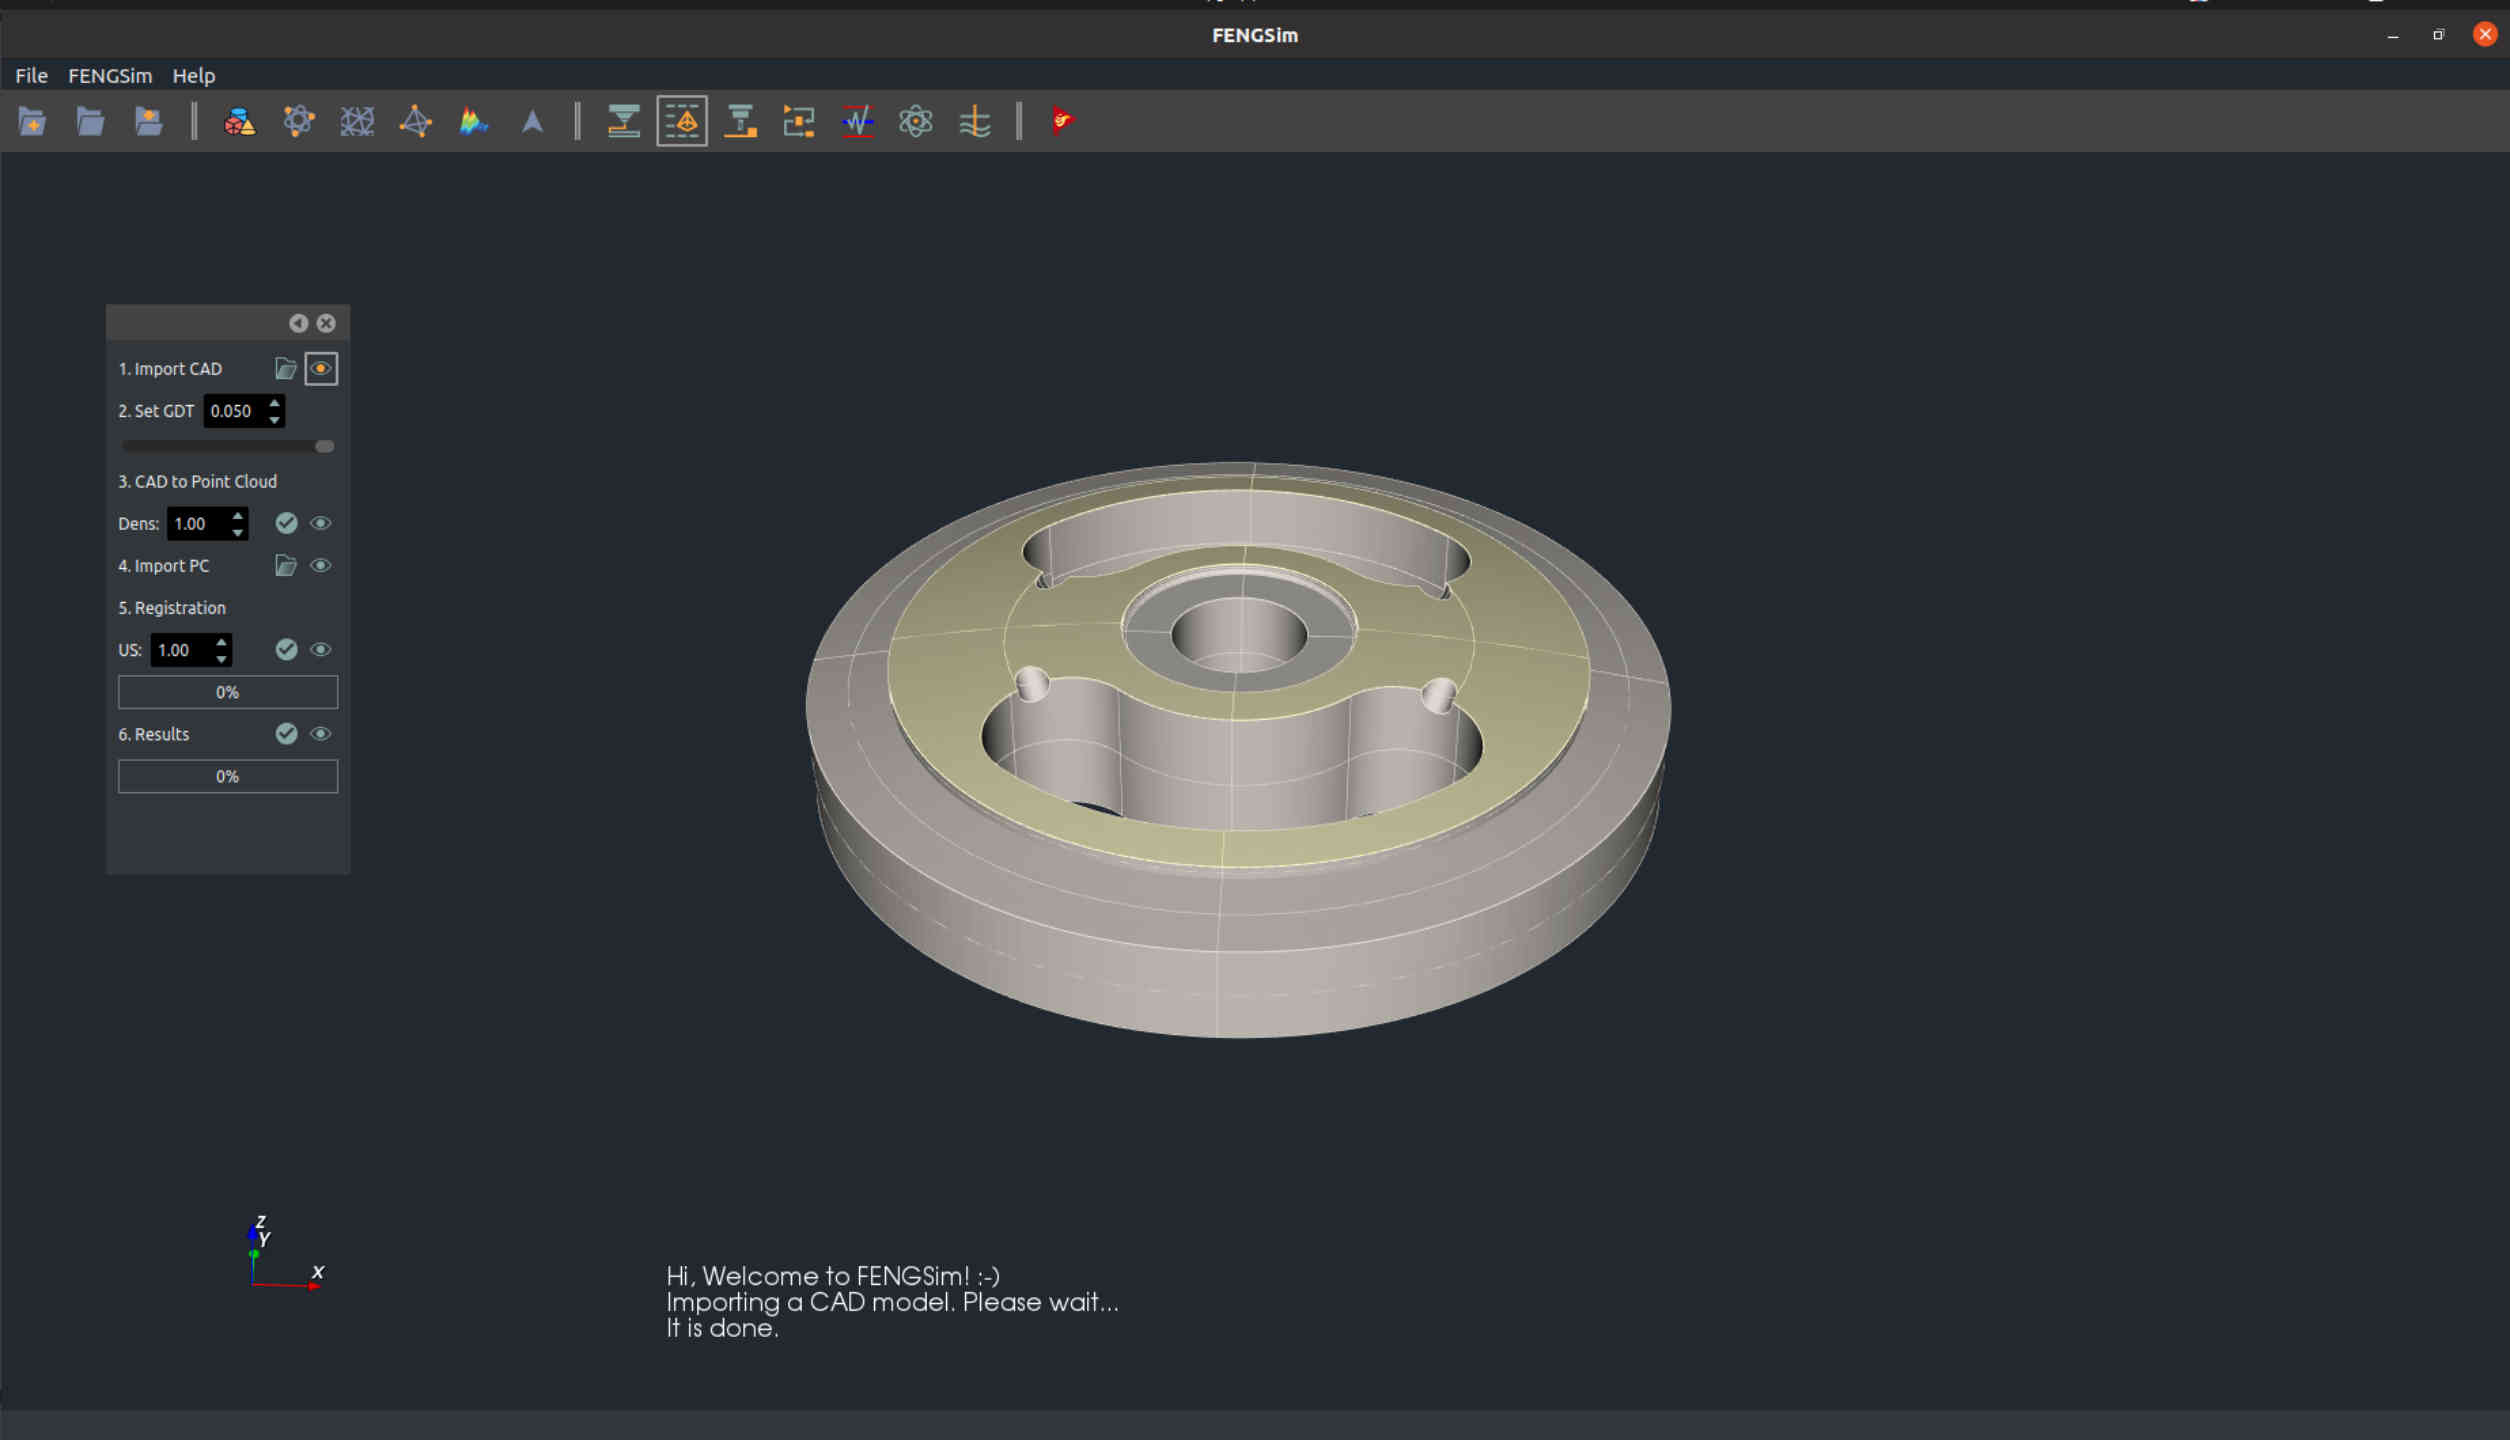 FENGSim
File FENGSim Help
1. Import CAD
2. Set GDT 0.050
3. CAD to Point Cloud
Dens: 1.00
4. Import PC
5. Registration
US: 1.00
0%
6. Results
0%
Z
Y
X
Hi, Welcome to FENGSim! :-)
Importing a CAD model. Please wait...
It is done.